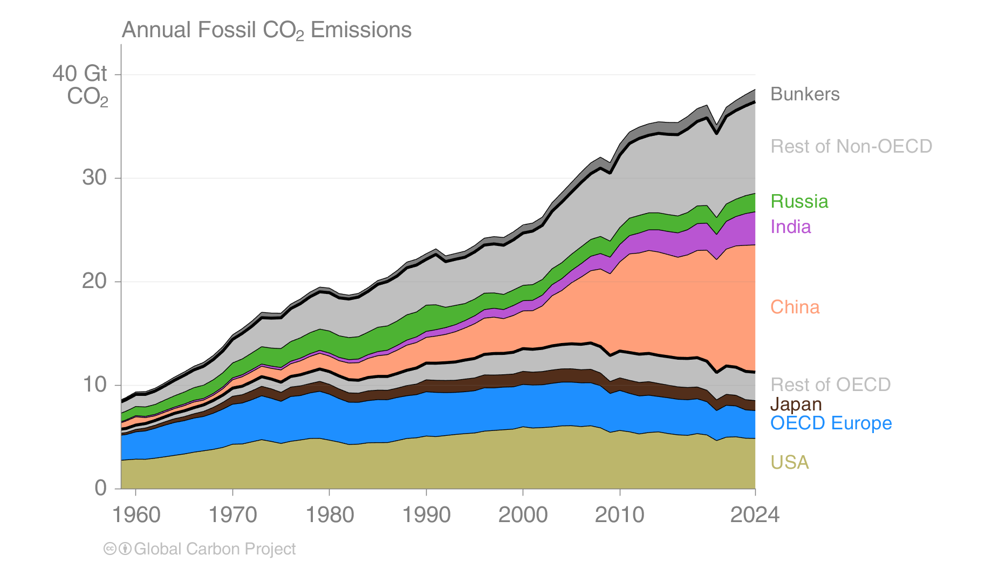 Annual Fossil CO₂ Emissions
40 Gt
CO₂
30
20
10
0
Bunkers
Rest of Non-OECD
Russia
India
China
Rest of OECD
Japan
OECD Europe
USA
1960 1970 1980 1990 2000 2010 2024
cc Global Carbon Project